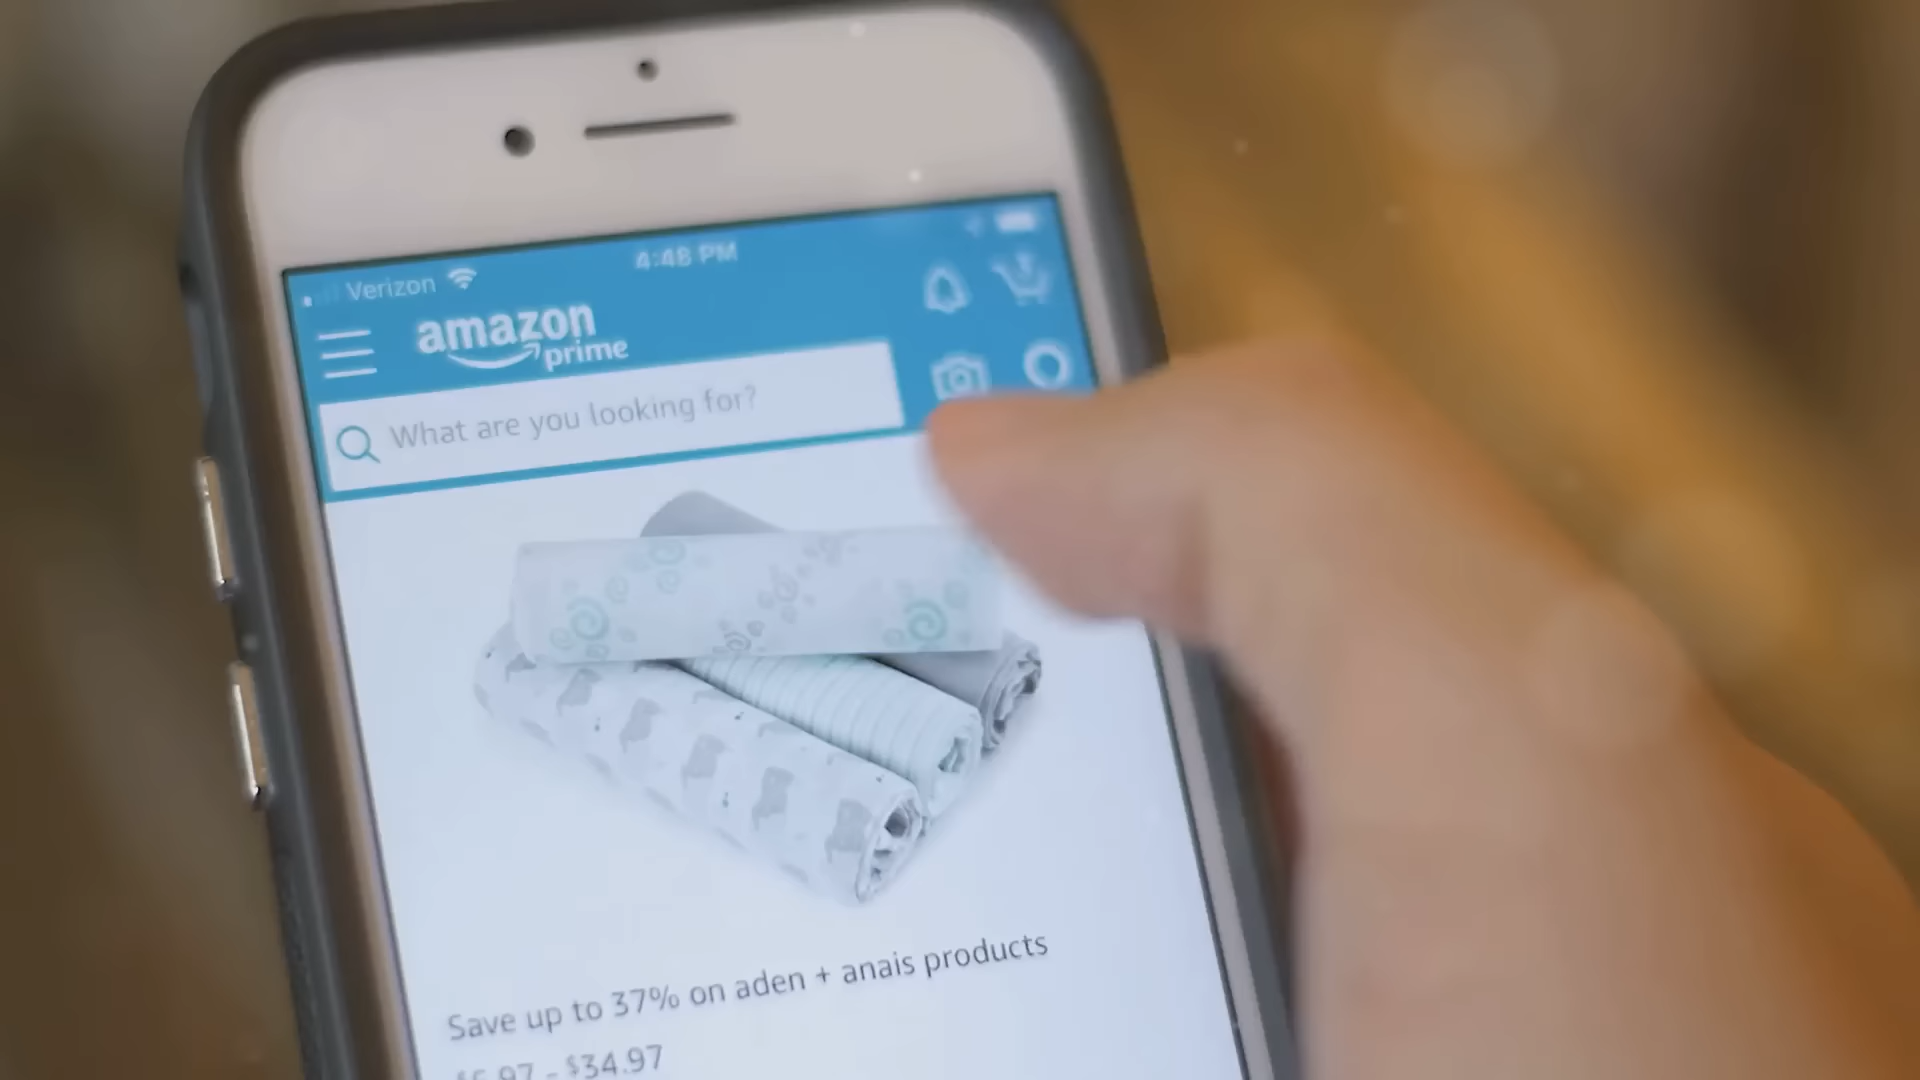 Verizon
4:48 PM
amazon
prime
What are you looking for?
Save up to 37% on aden + anais products
- $34.97